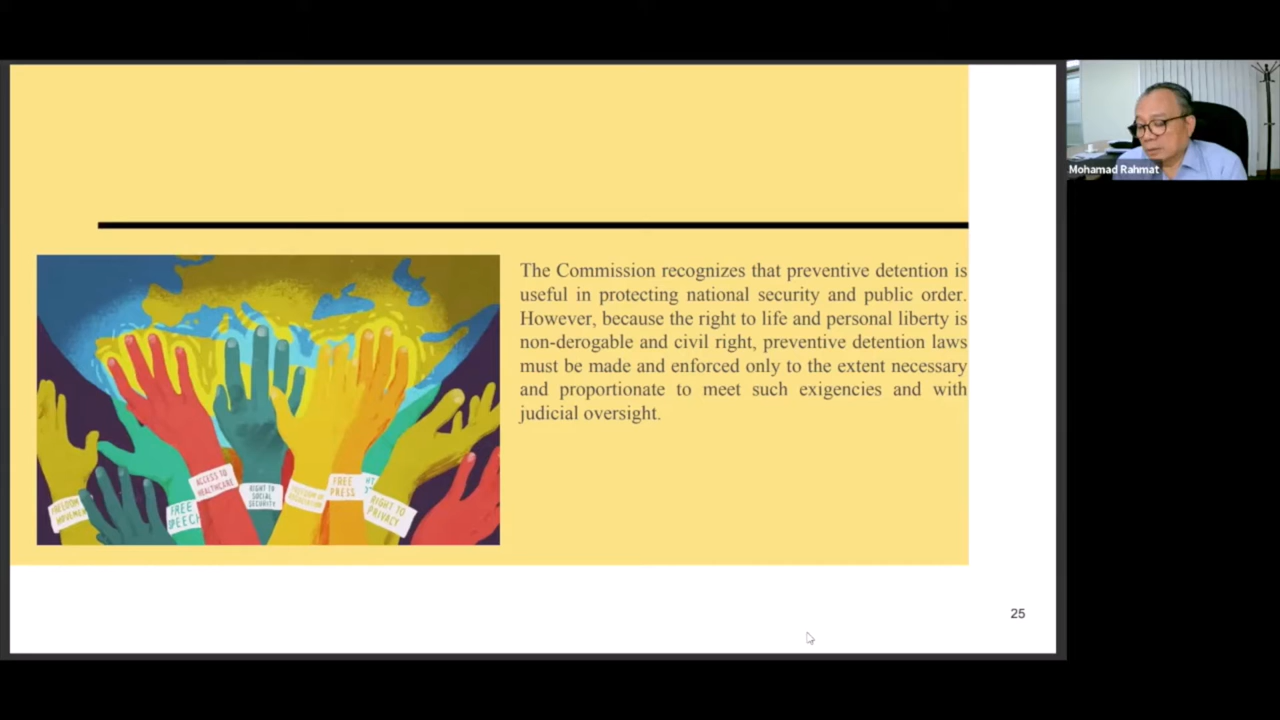 Mohamad Rahmat
The Commission recognizes that preventive detention is
useful in protecting national security and public order.
However, because the right to life and personal liberty is
non-derogable and civil right, preventive detention laws
must be made and enforced only to the extent necessary
and proportionate to meet such exigencies and with
judicial oversight.
FREEDOM
MOVEMEN
FREE
SPEECH
ACCESS TO
HEALTHCARE
RIGHT TO
SOCIAL
SECURITY
FREE
PRESS
RIGHT TO
PRIVACY
25